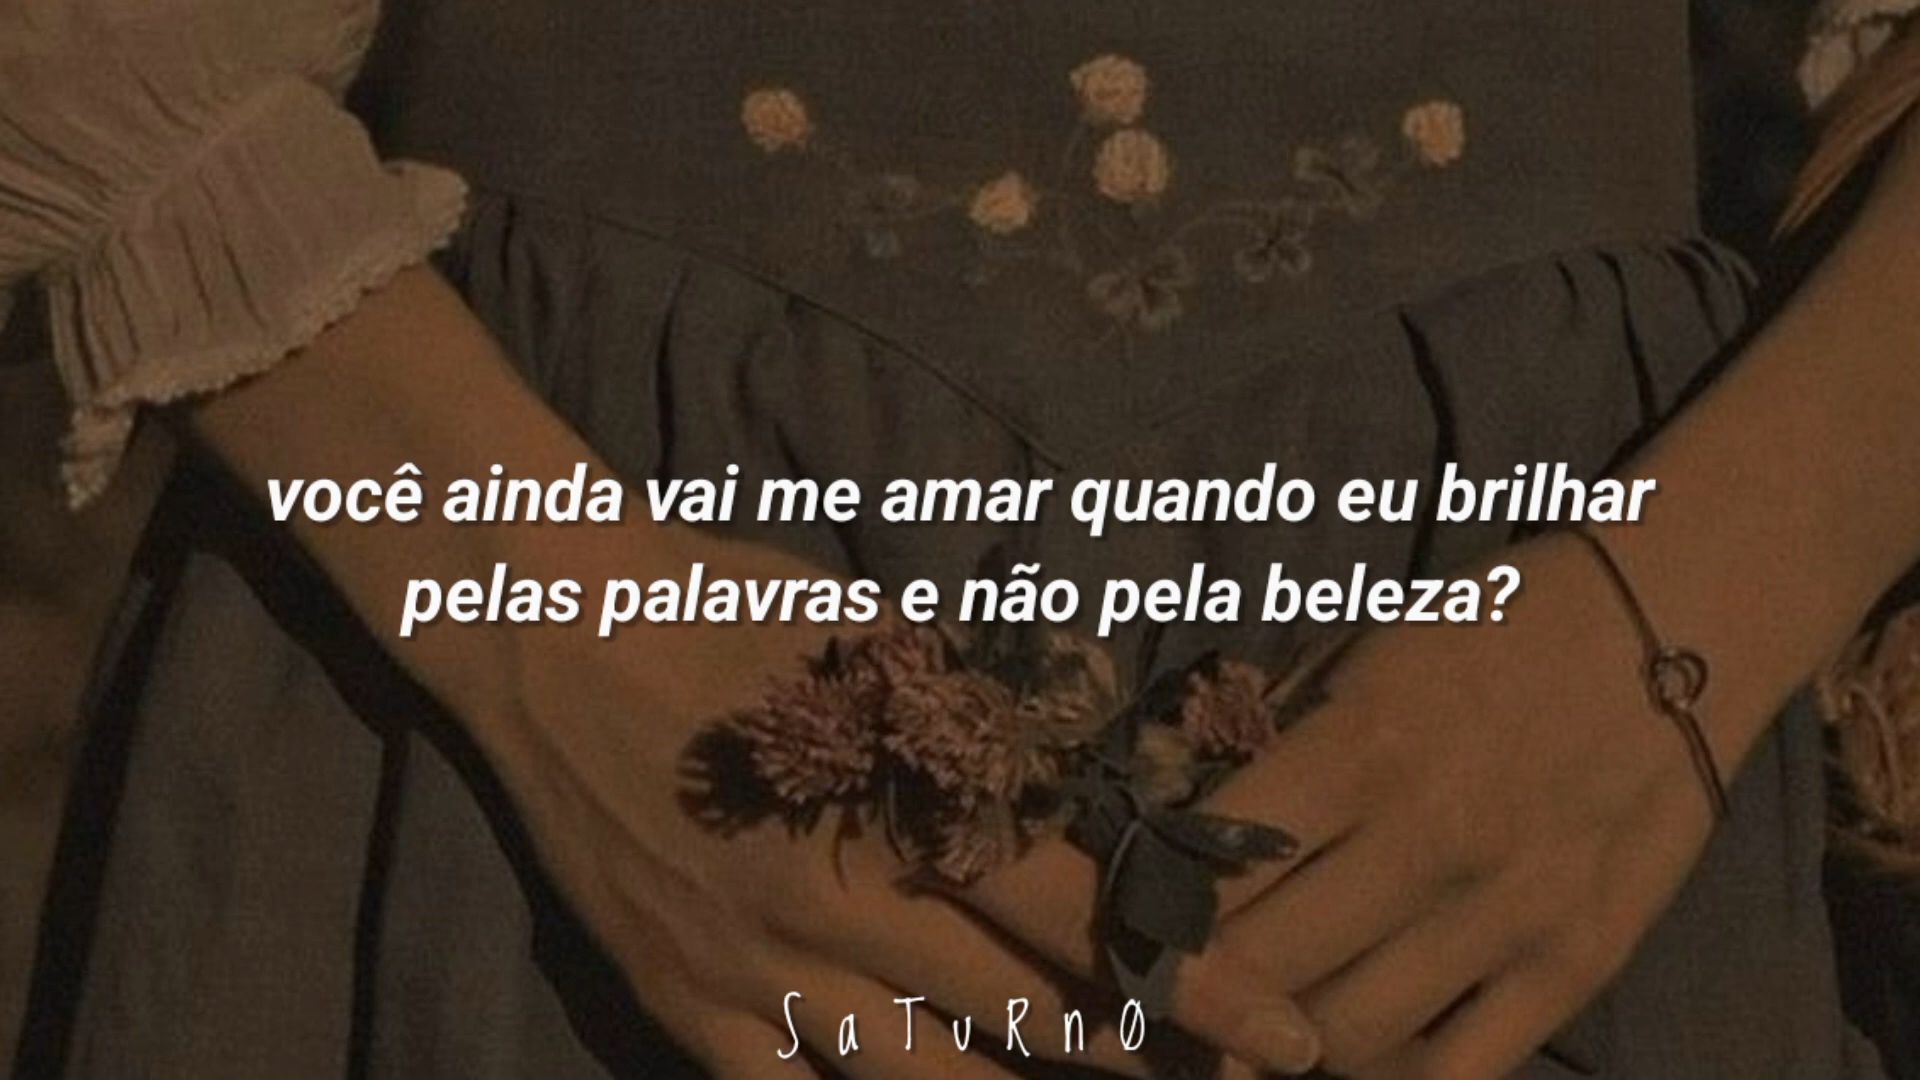 você ainda vai me amar quando eu brilhar
pelas palavras e não pela beleza?
SaTuRnØ